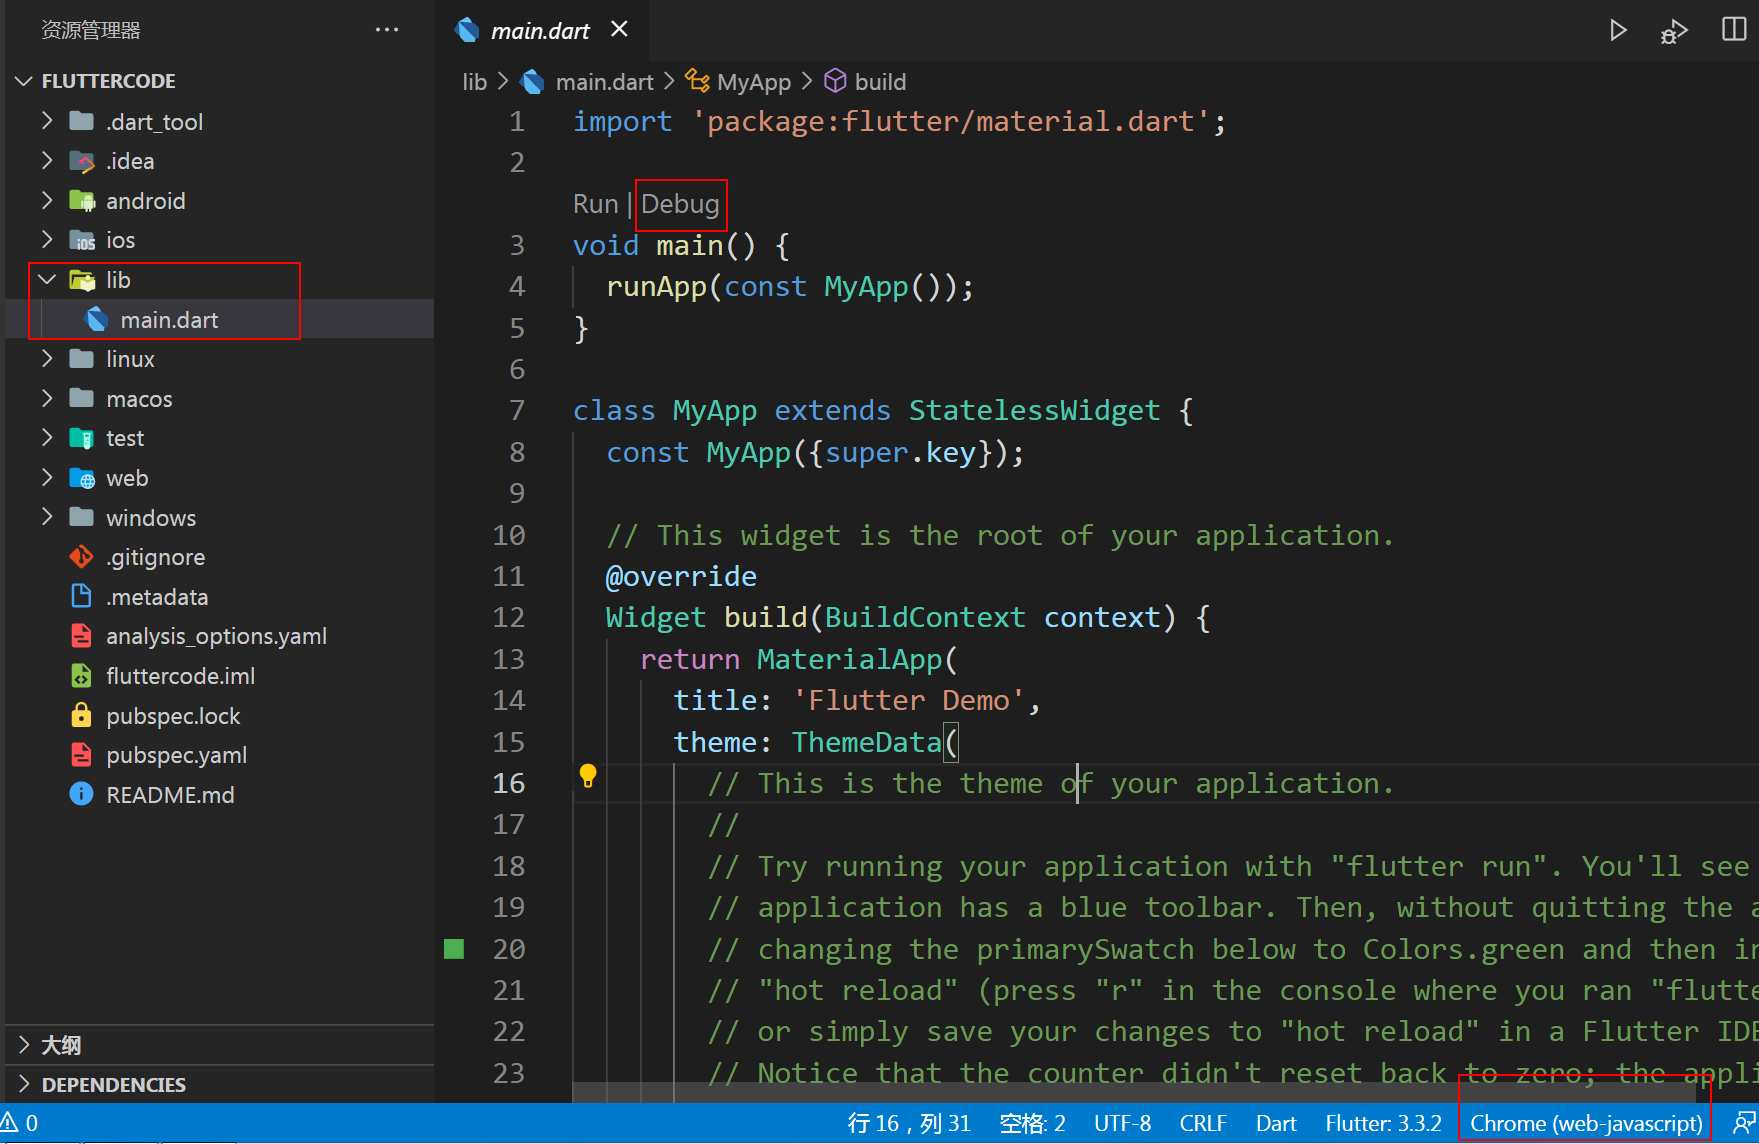 资源管理器
FLUTTERCODE
.dart_tool
.idea
android
ios
lib
main.dart
linux
macos
test
web
windows
.gitignore
.metadata
analysis_options.yaml
fluttercode.iml
pubspec.lock
pubspec.yaml
README.md
大纲
DEPENDENCIES
main.dart
lib > main.dart > MyApp > build
1 import 'package:flutter/material.dart';
2
Run | Debug
3 void main() {
4 runApp(const MyApp());
5 }
6
7 class MyApp extends StatelessWidget {
8 const MyApp({super.key});
9
10 // This widget is the root of your application.
11 @override
12 Widget build(BuildContext context) {
13 return MaterialApp(
14 title: 'Flutter Demo',
15 theme: ThemeData(
16 // This is the theme of your application.
17 //
18 // Try running your application with "flutter run". You'll see
19 // application has a blue toolbar. Then, without quitting the a
20 // changing the primarySwatch below to Colors.green and then in
21 // "hot reload" (press "r" in the console where you ran "flutte
22 // or simply save your changes to "hot reload" in a Flutter IDE
23 // Notice that the counter didn't reset back to zero; the appli
0 行 16，列 31 空格: 2 UTF-8 CRLF Dart Flutter: 3.3.2 Chrome (web-javascript)